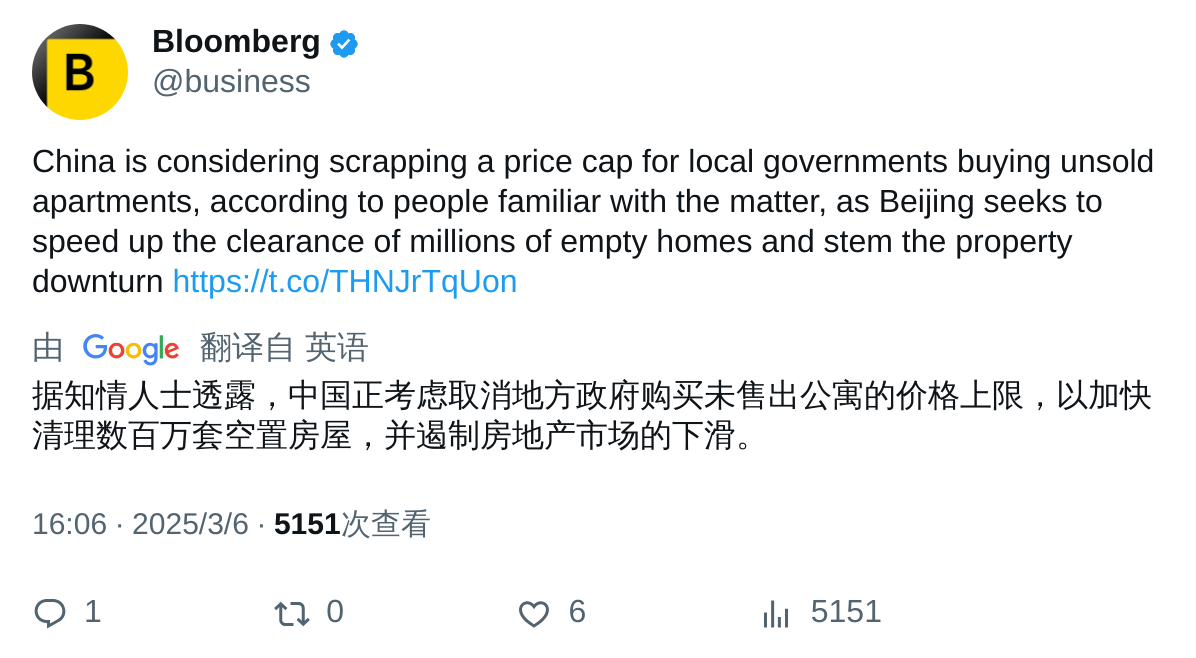 B
Bloomberg
@business
China is considering scrapping a price cap for local governments buying unsold
apartments, according to people familiar with the matter, as Beijing seeks to
speed up the clearance of millions of empty homes and stem the property
downturn https://t.co/THNJrTqUon
由 Google 翻译自 英语
据知情人士透露，中国正考虑取消地方政府购买未售出公寓的价格上限，以加快
清理数百万套空置房屋，并遏制房地产市场的下滑。
16:06 · 2025/3/6 · 5151次查看
1 0 6 5151